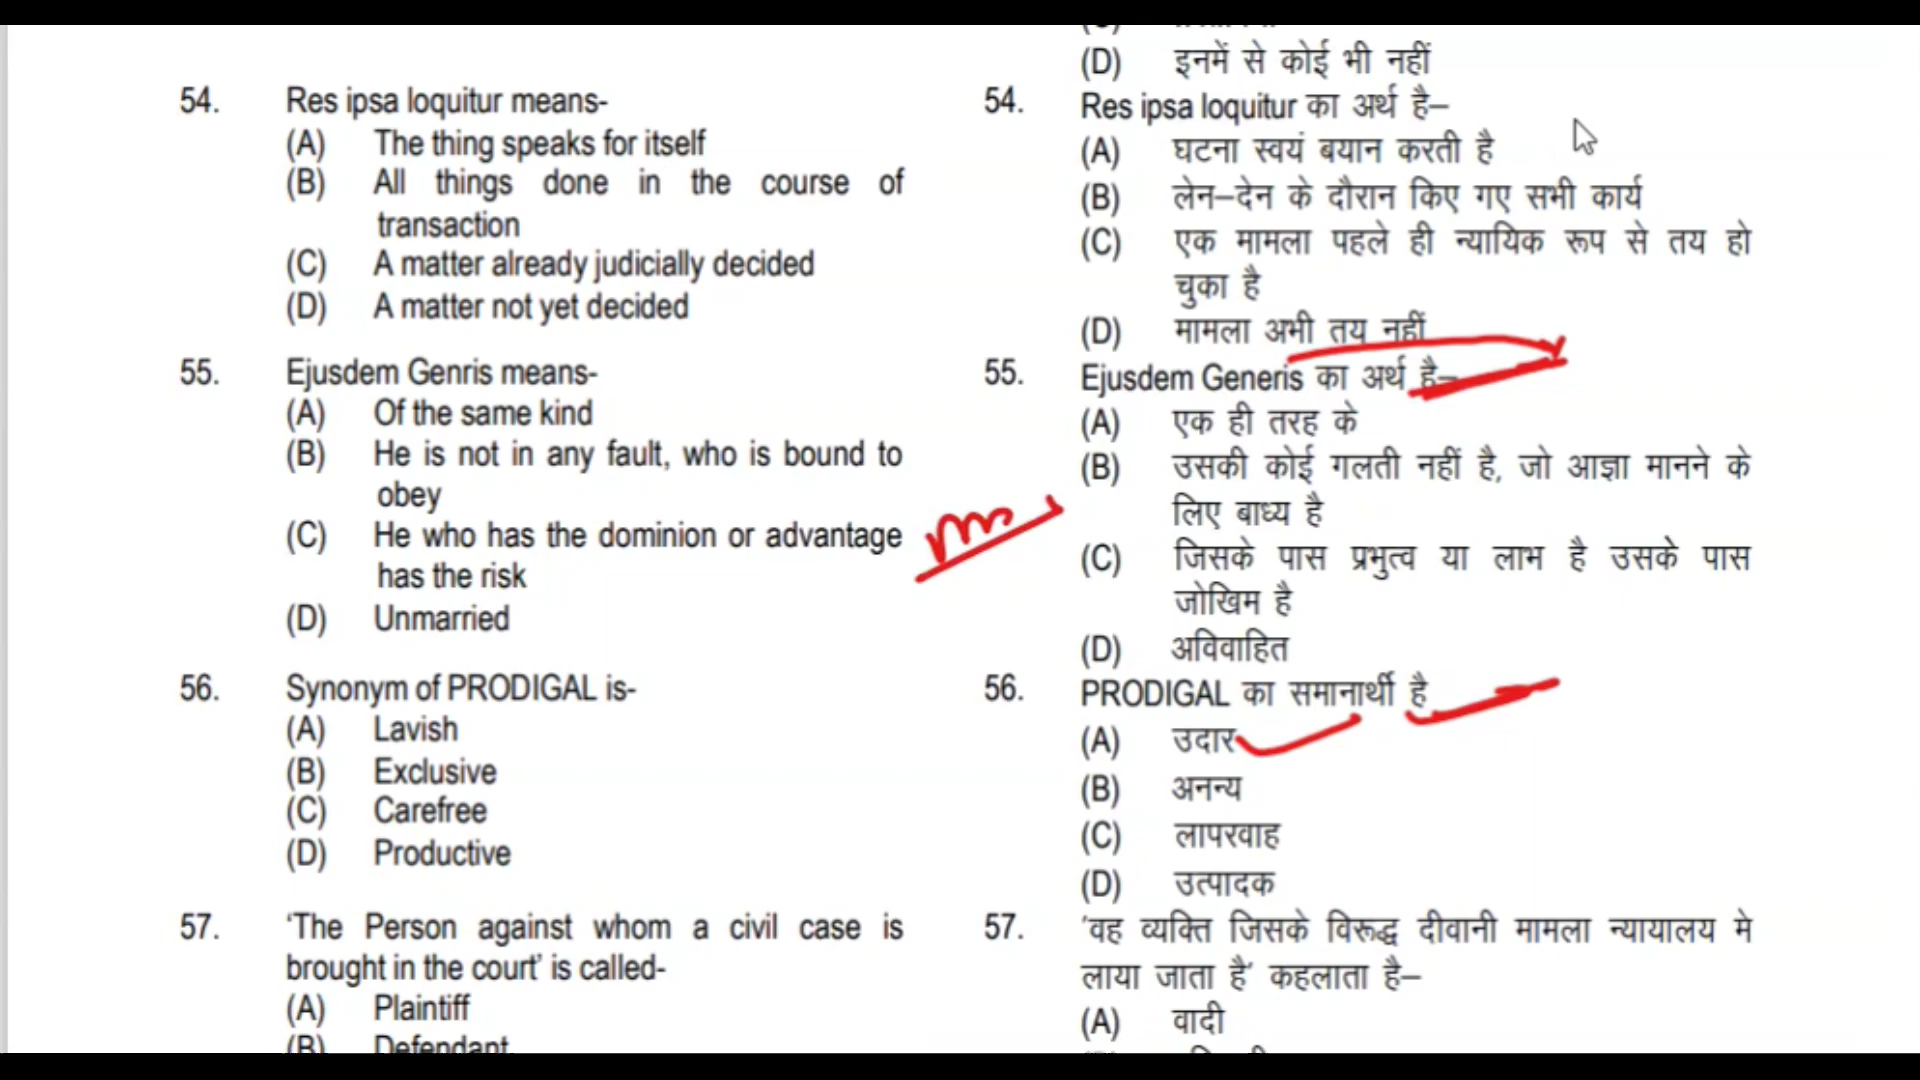 54. Res ipsa loquitur means-
(A) The thing speaks for itself
(B) All things done in the course of
transaction
(C) A matter already judicially decided
(D) A matter not yet decided
55. Ejusdem Genris means-
(A) Of the same kind
(B) He is not in any fault, who is bound to
obey
(C) He who has the dominion or advantage
has the risk
(D) Unmarried
56. Synonym of PRODIGAL is-
(A) Lavish
(B) Exclusive
(C) Carefree
(D) Productive
57. ‘The Person against whom a civil case is
brought in the court’ is called-
(A) Plaintiff
(B) Defendant
(D) इनमें से कोई भी नहीं
54. Res ipsa loquitur का अर्थ है–
(A) घटना स्वयं बयान करती है
(B) लेन–देन के दौरान किए गए सभी कार्य
(C) एक मामला पहले ही न्यायिक रूप से तय हो
चुका है
(D) मामला अभी तय नहीं
55. Ejusdem Generis का अर्थ है–
(A) एक ही तरह के
(B) उसकी कोई गलती नहीं है, जो आज्ञा मानने के
लिए बाध्य है
(C) जिसके पास प्रभुत्व या लाभ है उसके पास
जोखिम है
(D) अविवाहित
56. PRODIGAL का समानार्थी है
(A) उदार
(B) अनन्य
(C) लापरवाह
(D) उत्पादक
57. ‘वह व्यक्ति जिसके विरूद्ध दीवानी मामला न्यायालय मे
लाया जाता है’ कहलाता है–
(A) वादी